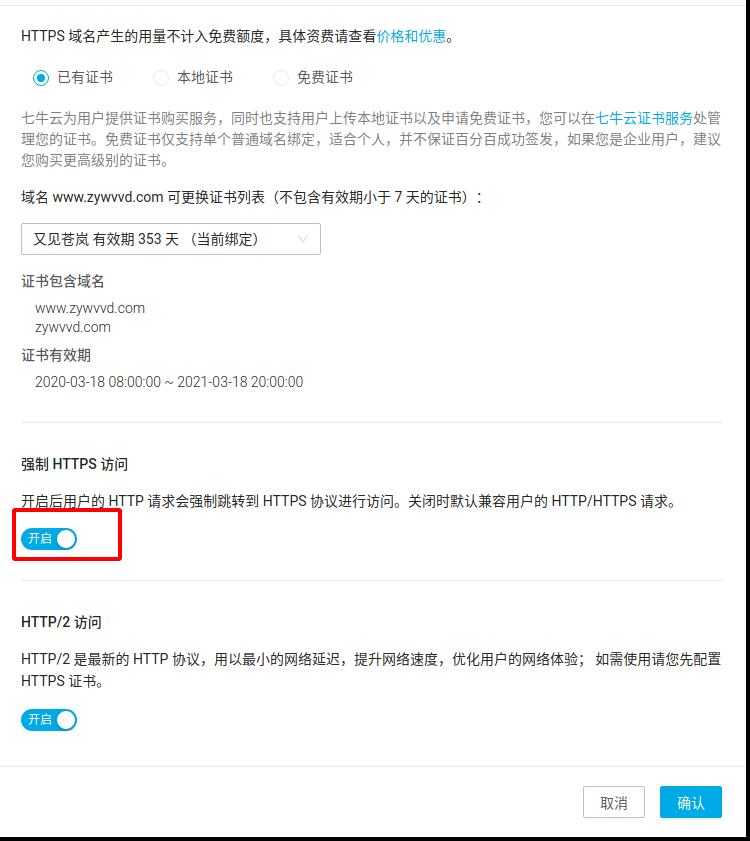 HTTPS 域名产生的用量不计入免费额度，具体资费请查看价格和优惠。
已有证书 本地证书 免费证书
七牛云为用户提供证书购买服务，同时也支持用户上传本地证书以及申请免费证书，您可以在七牛云证书服务处管
理您的证书。免费证书仅支持单个普通域名绑定，适合个人，并不保证百分百成功签发，如果您是企业用户，建议
您购买更高级别的证书。
域名 www.zywvvd.com 可更换证书列表（不包含有效期小于 7 天的证书）：
又见苍岚 有效期 353 天 （当前绑定）
证书包含域名
www.zywvvd.com
zywvvd.com
证书有效期
2020-03-18 08:00:00 ~ 2021-03-18 20:00:00
强制 HTTPS 访问
开启后用户的 HTTP 请求会强制跳转到 HTTPS 协议进行访问。关闭时默认兼容用户的 HTTP/HTTPS 请求。
开启
HTTP/2 访问
HTTP/2 是最新的 HTTP 协议，用以最小的网络延迟，提升网络速度，优化用户的网络体验； 如需使用请您先配置
HTTPS 证书。
开启
取消 确认